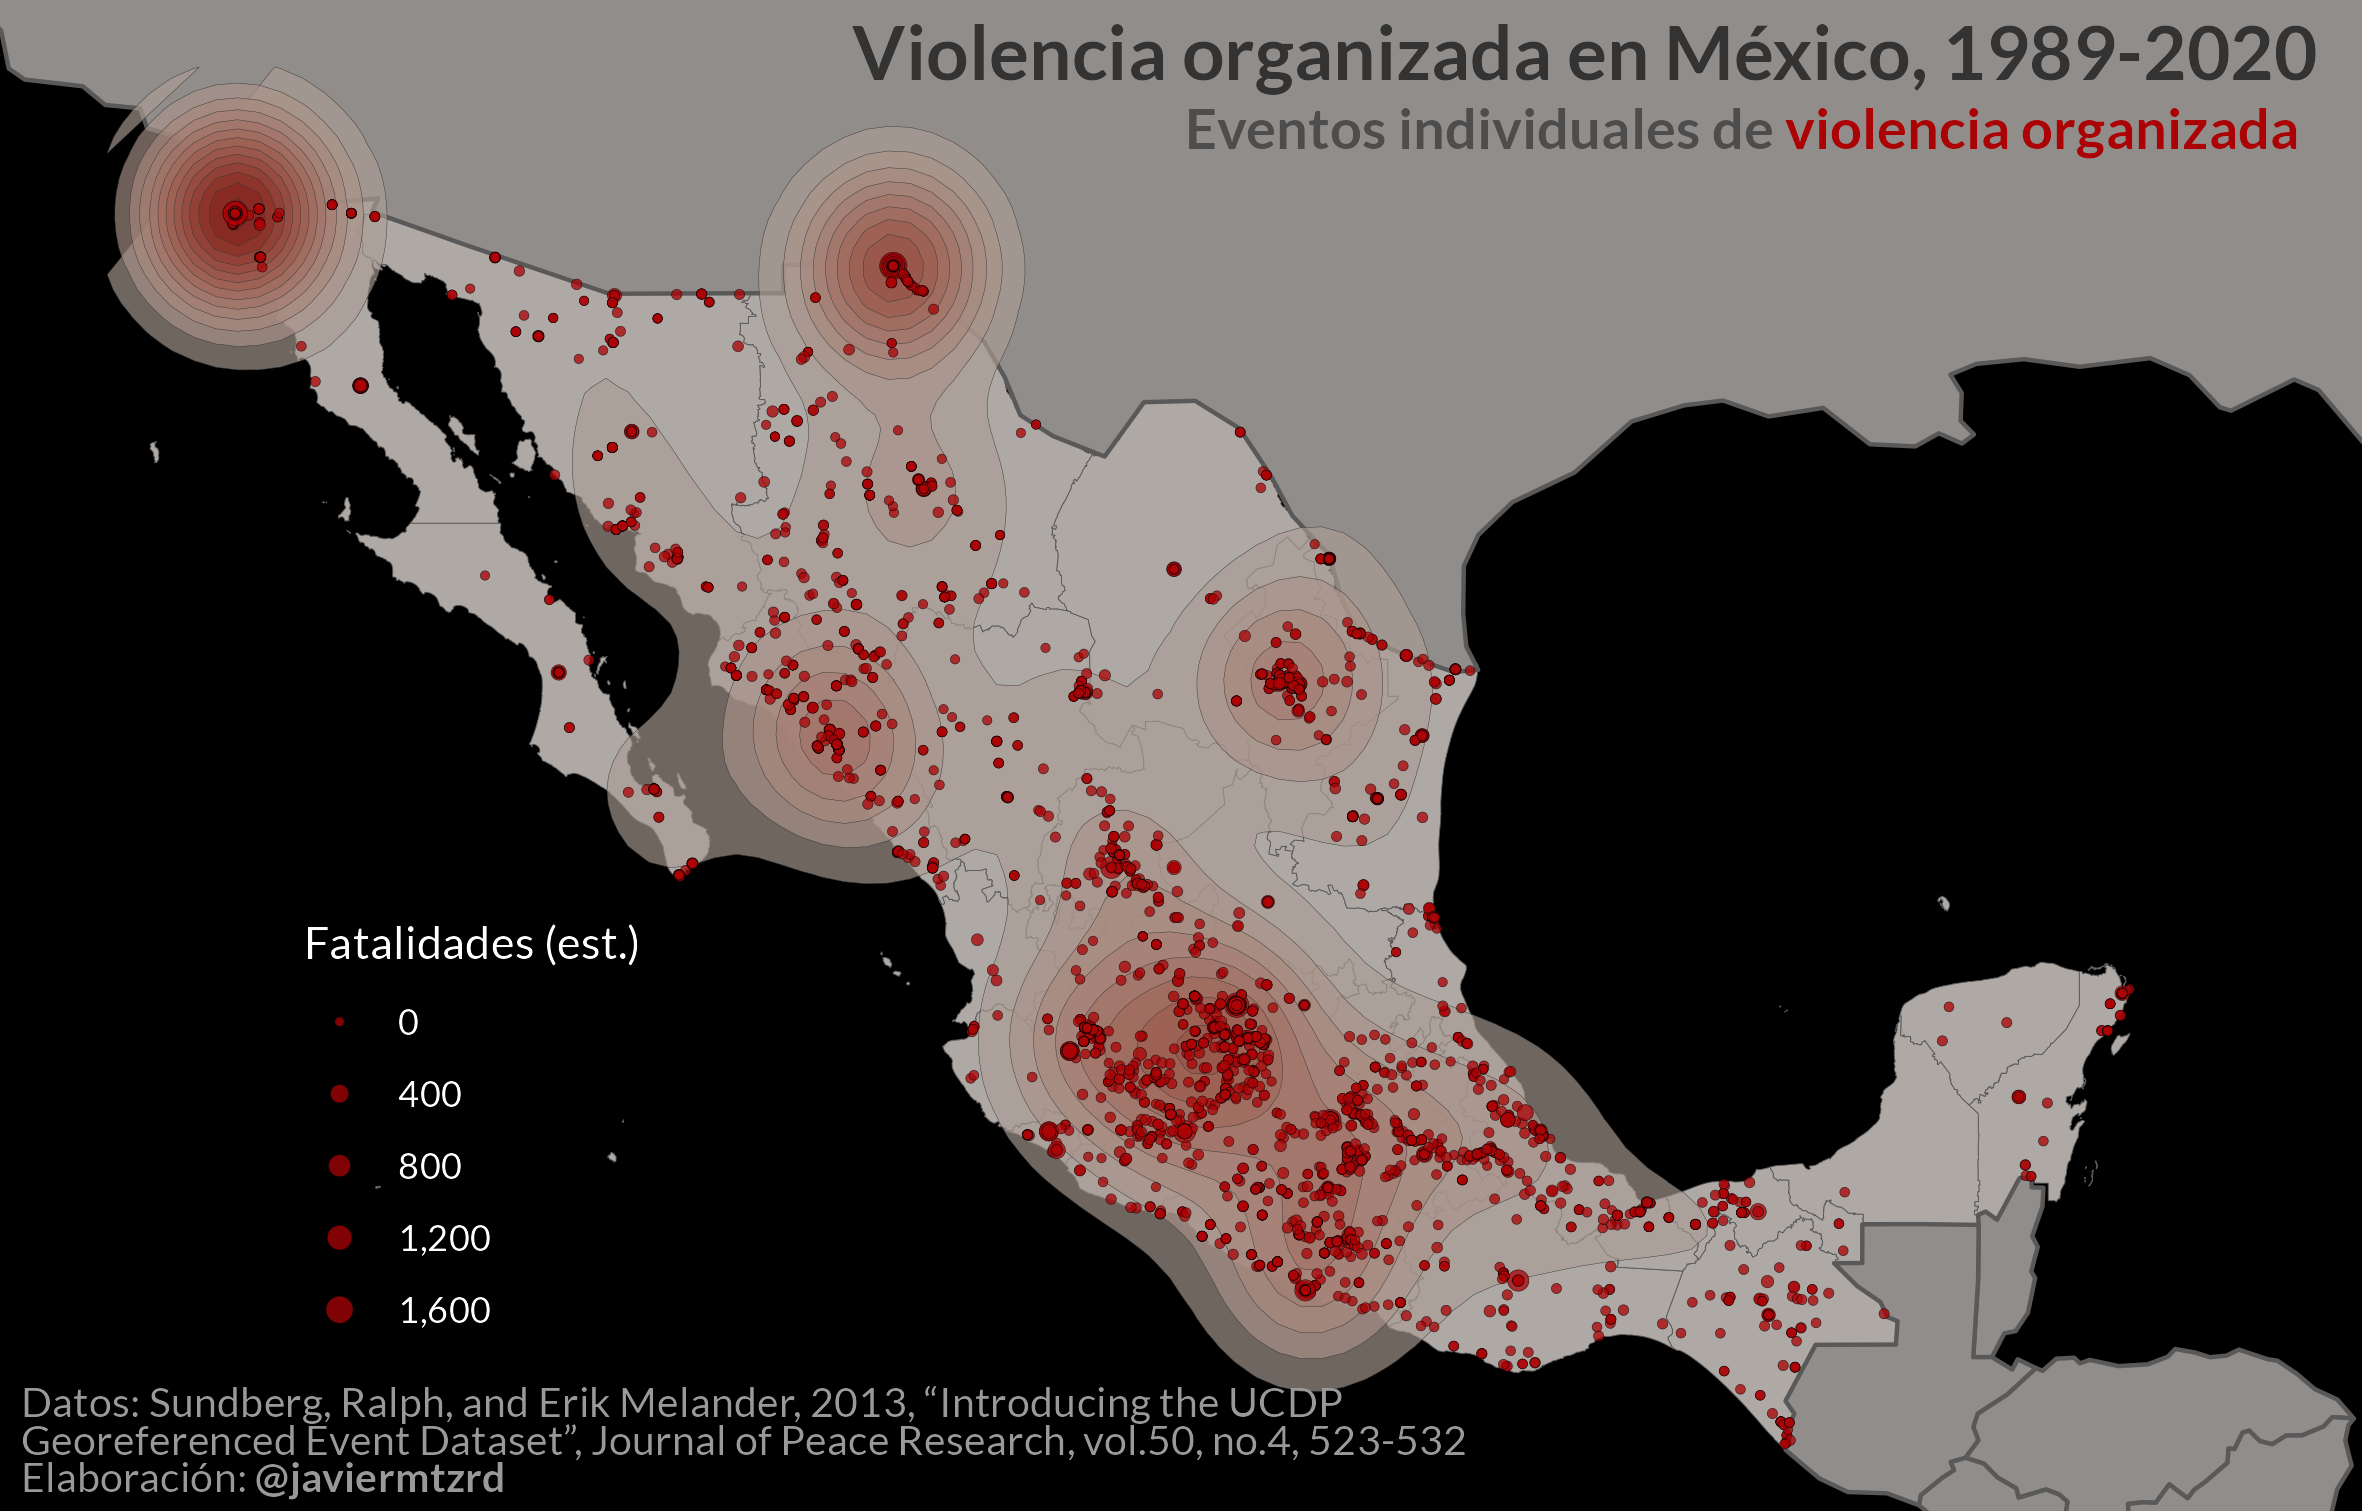 Violencia organizada en México, 1989-2020
Eventos individuales de violencia organizada
Fatalidades (est.)
0
400
800
1,200
1,600
Datos: Sundberg, Ralph, and Erik Melander, 2013, “Introducing the UCDP
Georeferenced Event Dataset”, Journal of Peace Research, vol.50, no.4, 523-532
Elaboración: @javiermtzrd